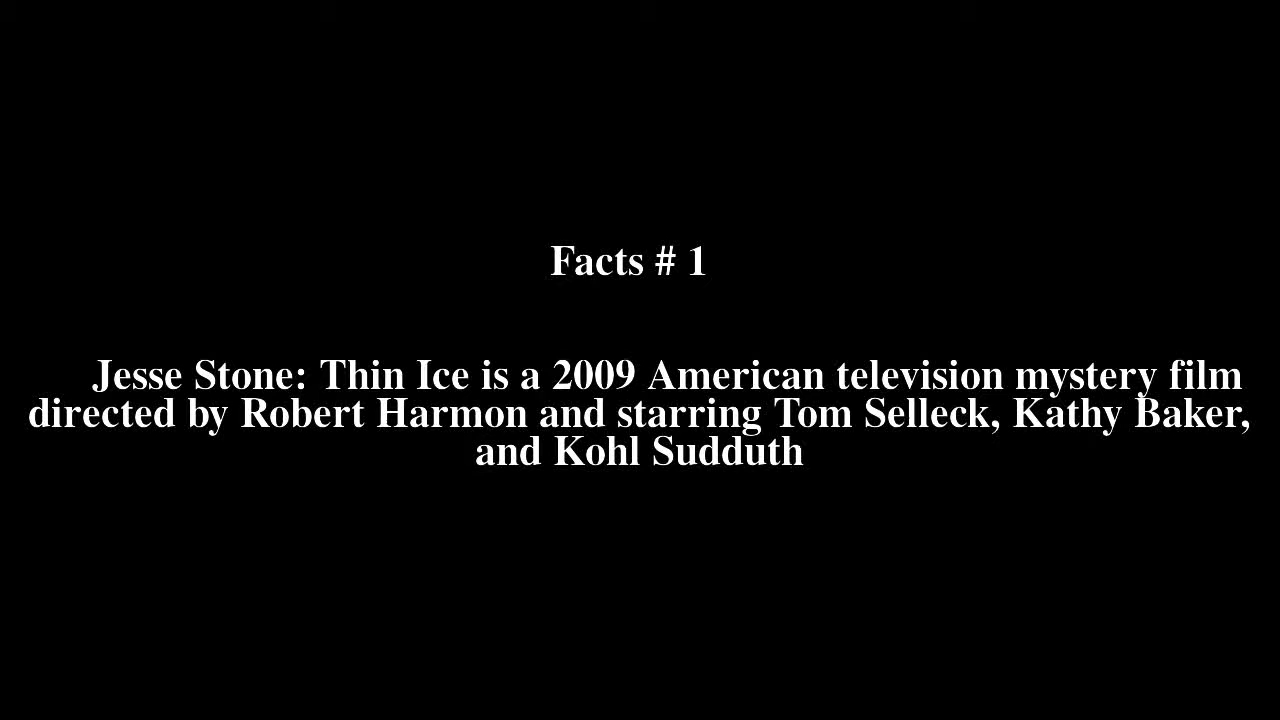 Facts # 1
Jesse Stone: Thin Ice is a 2009 American television mystery film
directed by Robert Harmon and starring Tom Selleck, Kathy Baker,
and Kohl Sudduth